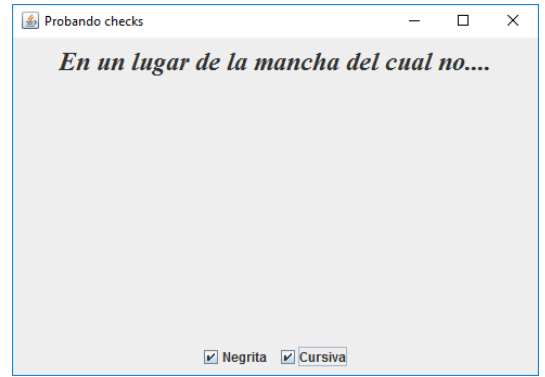 Probando checks
En un lugar de la mancha del cual no....
Negrita Cursiva